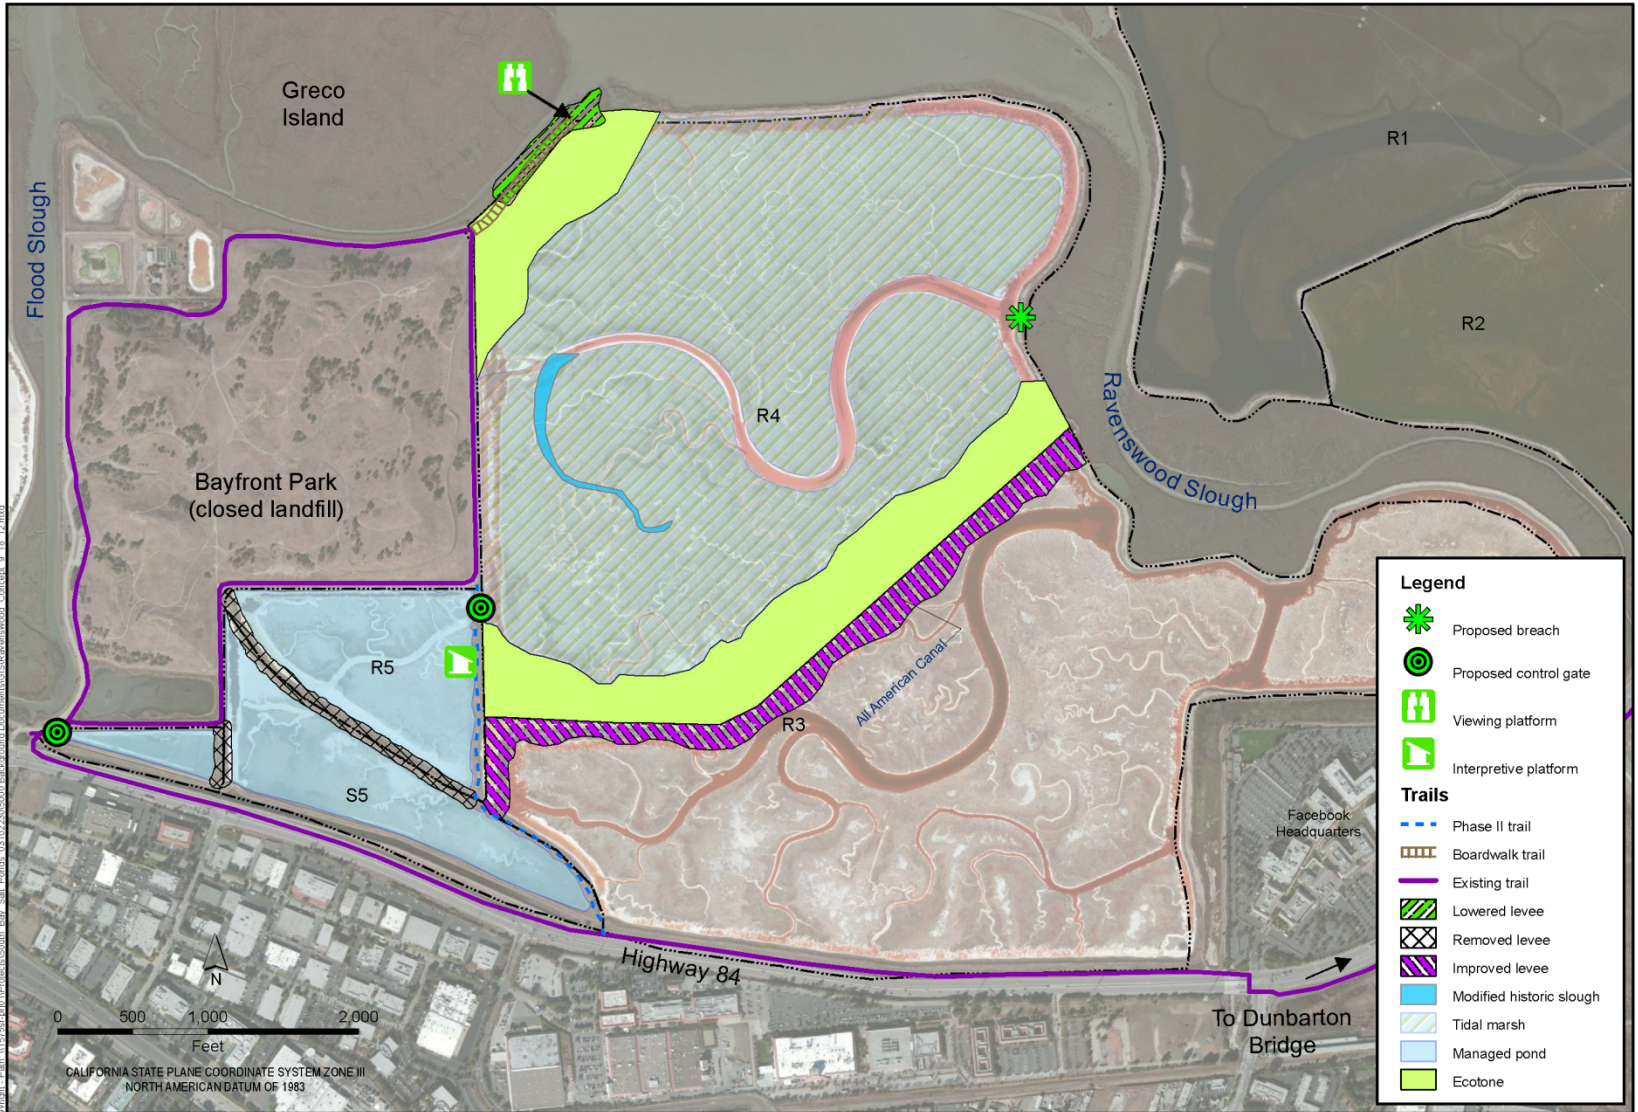 Greco
Island
R1
Flood Slough
R2
Ravenswood Slough
R4
Bayfront Park
(closed landfill)
R5
All American Canal
R3
S5
Facebook
Headquarters
Highway 84
To Dunbarton
Bridge
N
0 500 1,000 2,000
Feet
CALIFORNIA STATE PLANE COORDINATE SYSTEM ZONE III
NORTH AMERICAN DATUM OF 1983
Legend
Proposed breach
Proposed control gate
Viewing platform
Interpretive platform
Trails
Phase II trail
Boardwalk trail
Existing trail
Lowered levee
Removed levee
Improved levee
Modified historic slough
Tidal marsh
Managed pond
Ecotone